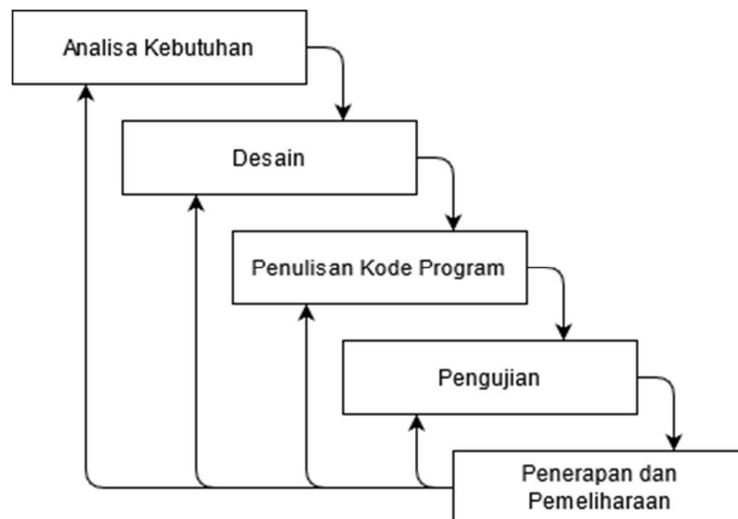 Analisa Kebutuhan
Desain
Penulisan Kode Program
Pengujian
Penerapan dan
Pemeliharaan